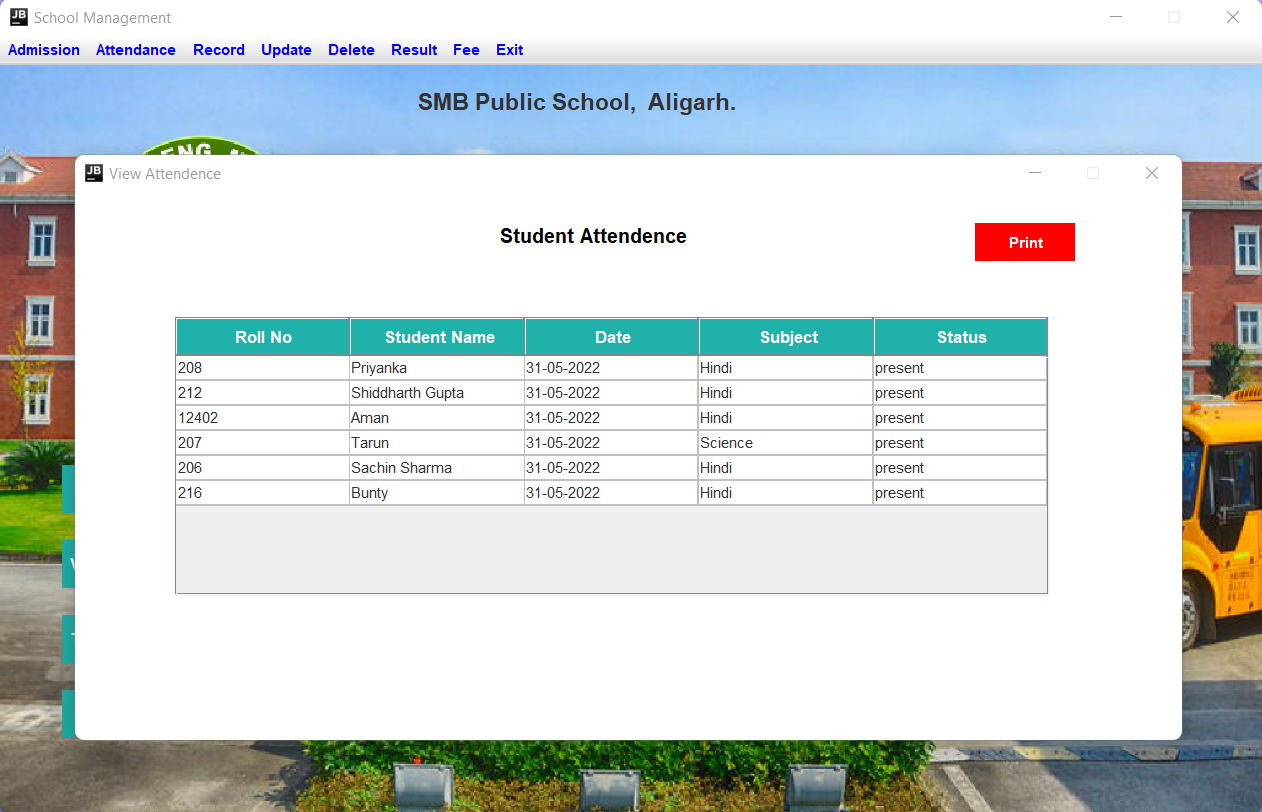 JB School Management
Admission Attendance Record Update Delete Result Fee Exit
SMB Public School, Aligarh.
ENG
JB View Attendence
Student Attendence
Print
Roll No Student Name Date Subject Status
208 Priyanka 31-05-2022 Hindi present
212 Shiddharth Gupta 31-05-2022 Hindi present
12402 Aman 31-05-2022 Hindi present
207 Tarun 31-05-2022 Science present
206 Sachin Sharma 31-05-2022 Hindi present
216 Bunty 31-05-2022 Hindi present